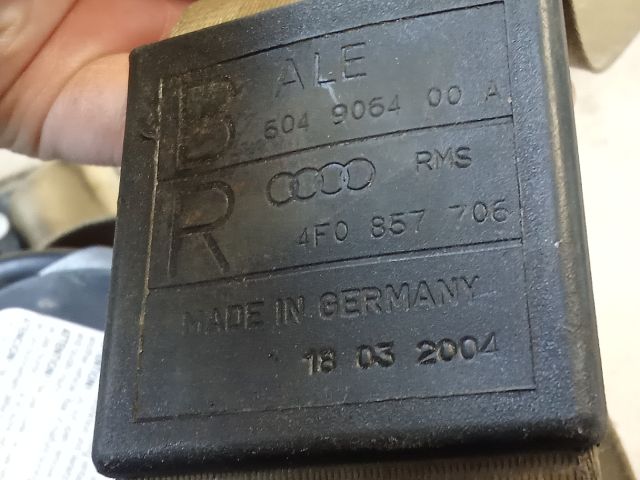 B ALE
604 9064 00 A
R RMS
4F0 857 706
MADE IN GERMANY
18 03 2004